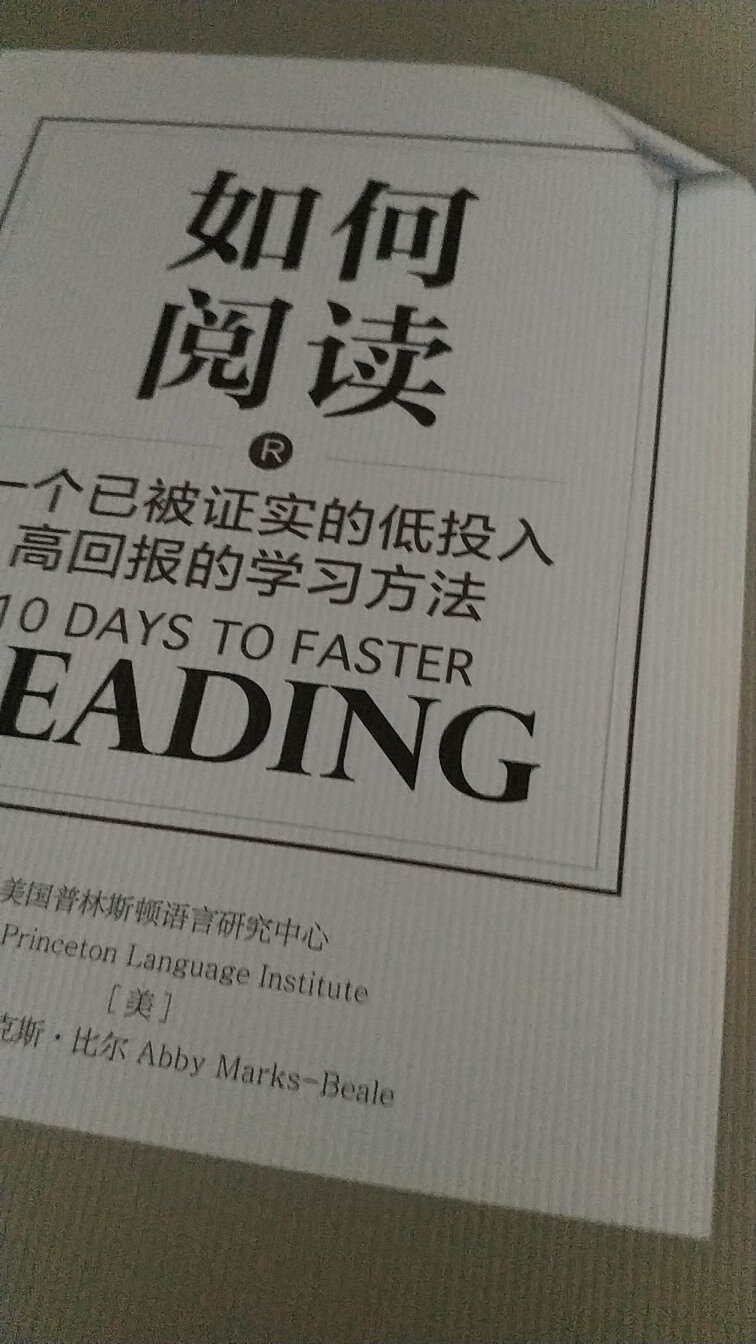 如何
阅读
R
一个已被证实的低投入
高回报的学习方法
10 DAYS TO FASTER
EADING
美国普林斯顿语言研究中心
Princeton Language Institute
[美]
克斯·比尔 Abby Marks-Beale